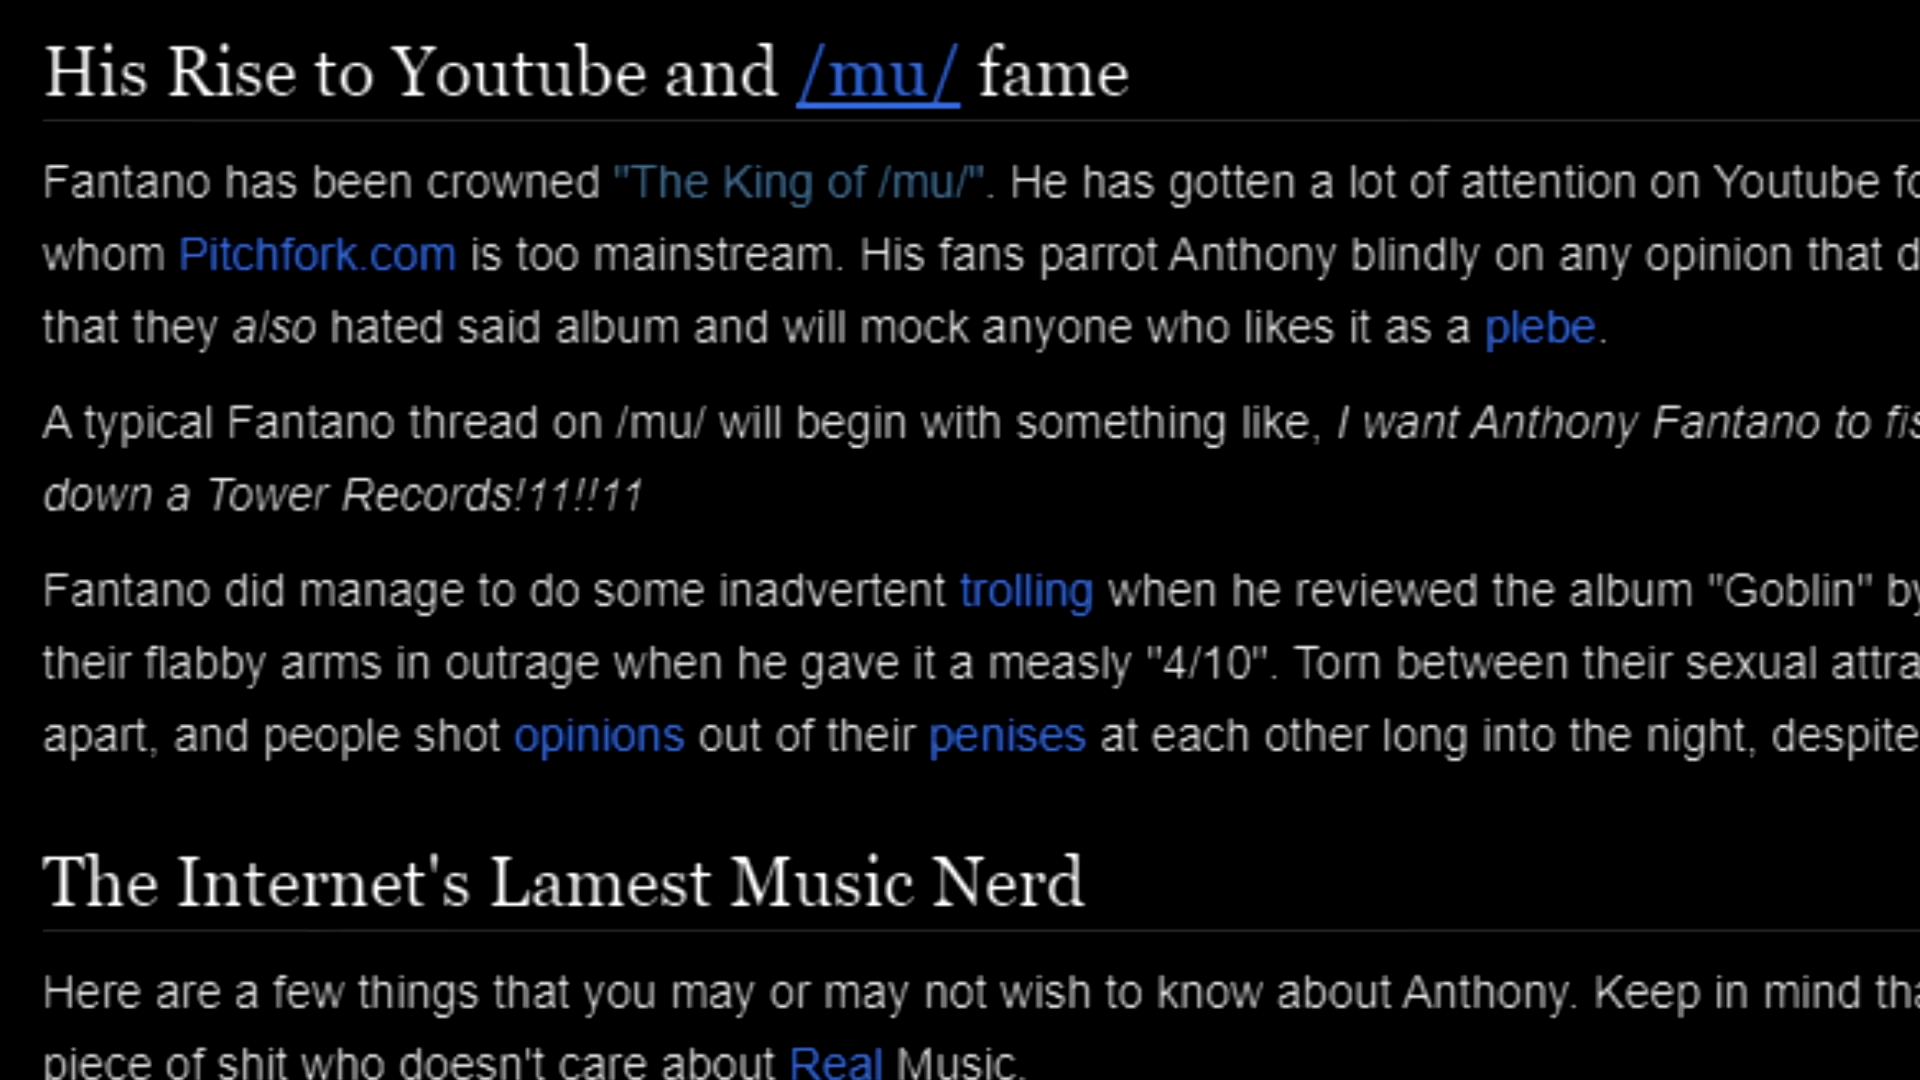 His Rise to Youtube and /mu/ fame
Fantano has been crowned "The King of /mu/". He has gotten a lot of attention on Youtube
whom Pitchfork.com is too mainstream. His fans parrot Anthony blindly on any opinion that
that they also hated said album and will mock anyone who likes it as a plebe.
A typical Fantano thread on /mu/ will begin with something like, I want Anthony Fantano to
down a Tower Records!11!!11
Fantano did manage to do some inadvertent trolling when he reviewed the album "Goblin" by
their flabby arms in outrage when he gave it a measly "4/10". Torn between their sexual
apart, and people shot opinions out of their penises at each other long into the night, despite
The Internet's Lamest Music Nerd
Here are a few things that you may or may not wish to know about Anthony. Keep in mind
piece of shit who doesn't care about Real Music.